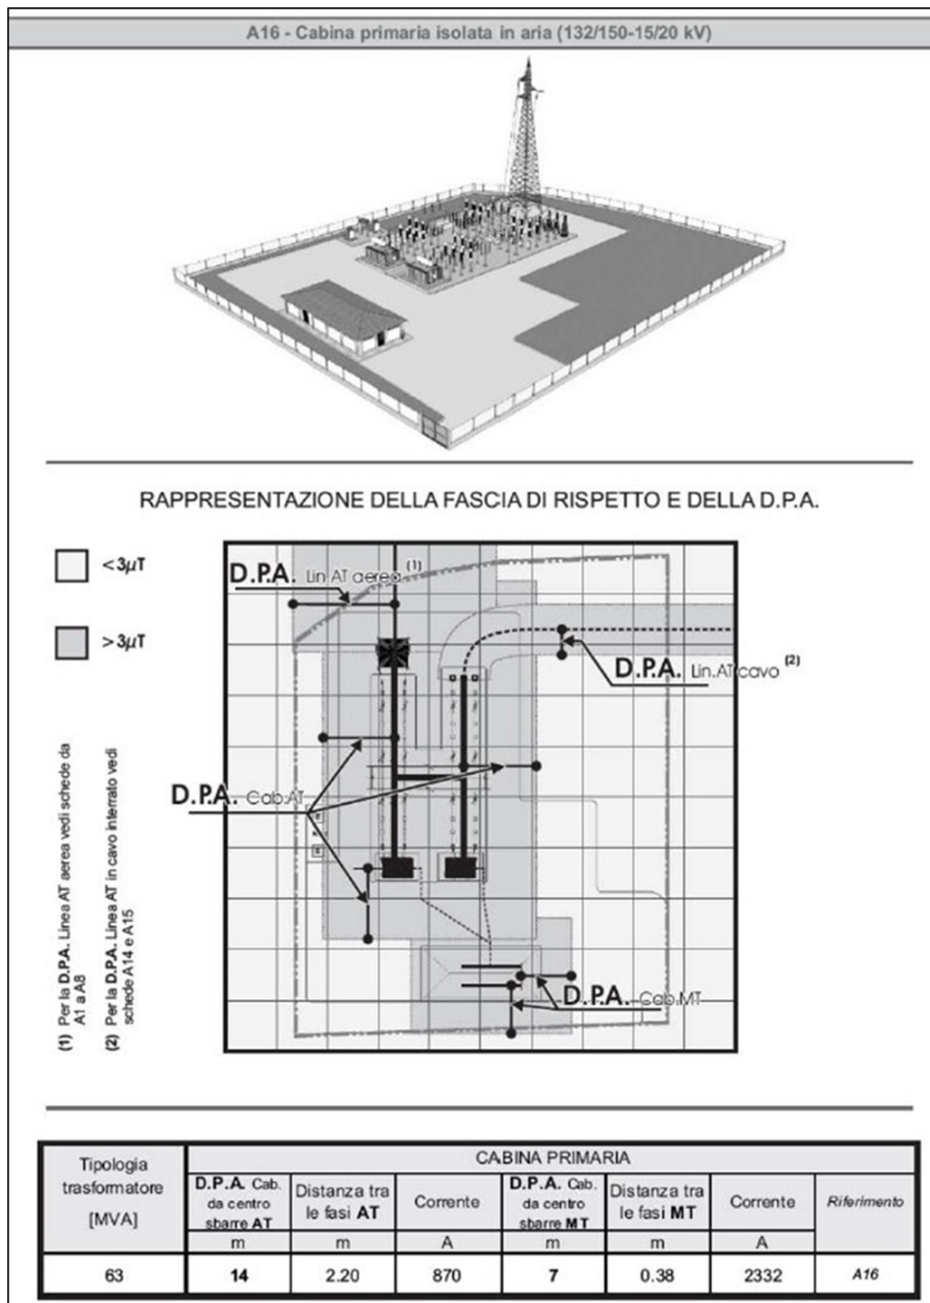 A16 - Cabina primaria isolata in aria (132/150-15/20 kV)
RAPPRESENTAZIONE DELLA FASCIA DI RISPETTO E DELLA D.P.A.
<3μT
>3μT
D.P.A. Lin.AT aerea (1)
D.P.A. Lin.AT cavo (2)
D.P.A. Cab.AT
D.P.A. Cab.MT
(1) Per la D.P.A. Linea AT aerea vedi schede da
A1 a A8
(2) Per la D.P.A. Linea AT in cavo interrato vedi
schede A14 e A15
Tipologia
trasformatore
[MVA]
CABINA PRIMARIA
D.P.A. Cab.
da centro
sbarre AT
Distanza tra
le fasi AT
Corrente
D.P.A. Cab.
da centro
sbarre MT
Distanza tra
le fasi MT
Corrente
Riferimento
m m A m m A
63 14 2.20 870 7 0.38 2332 A16